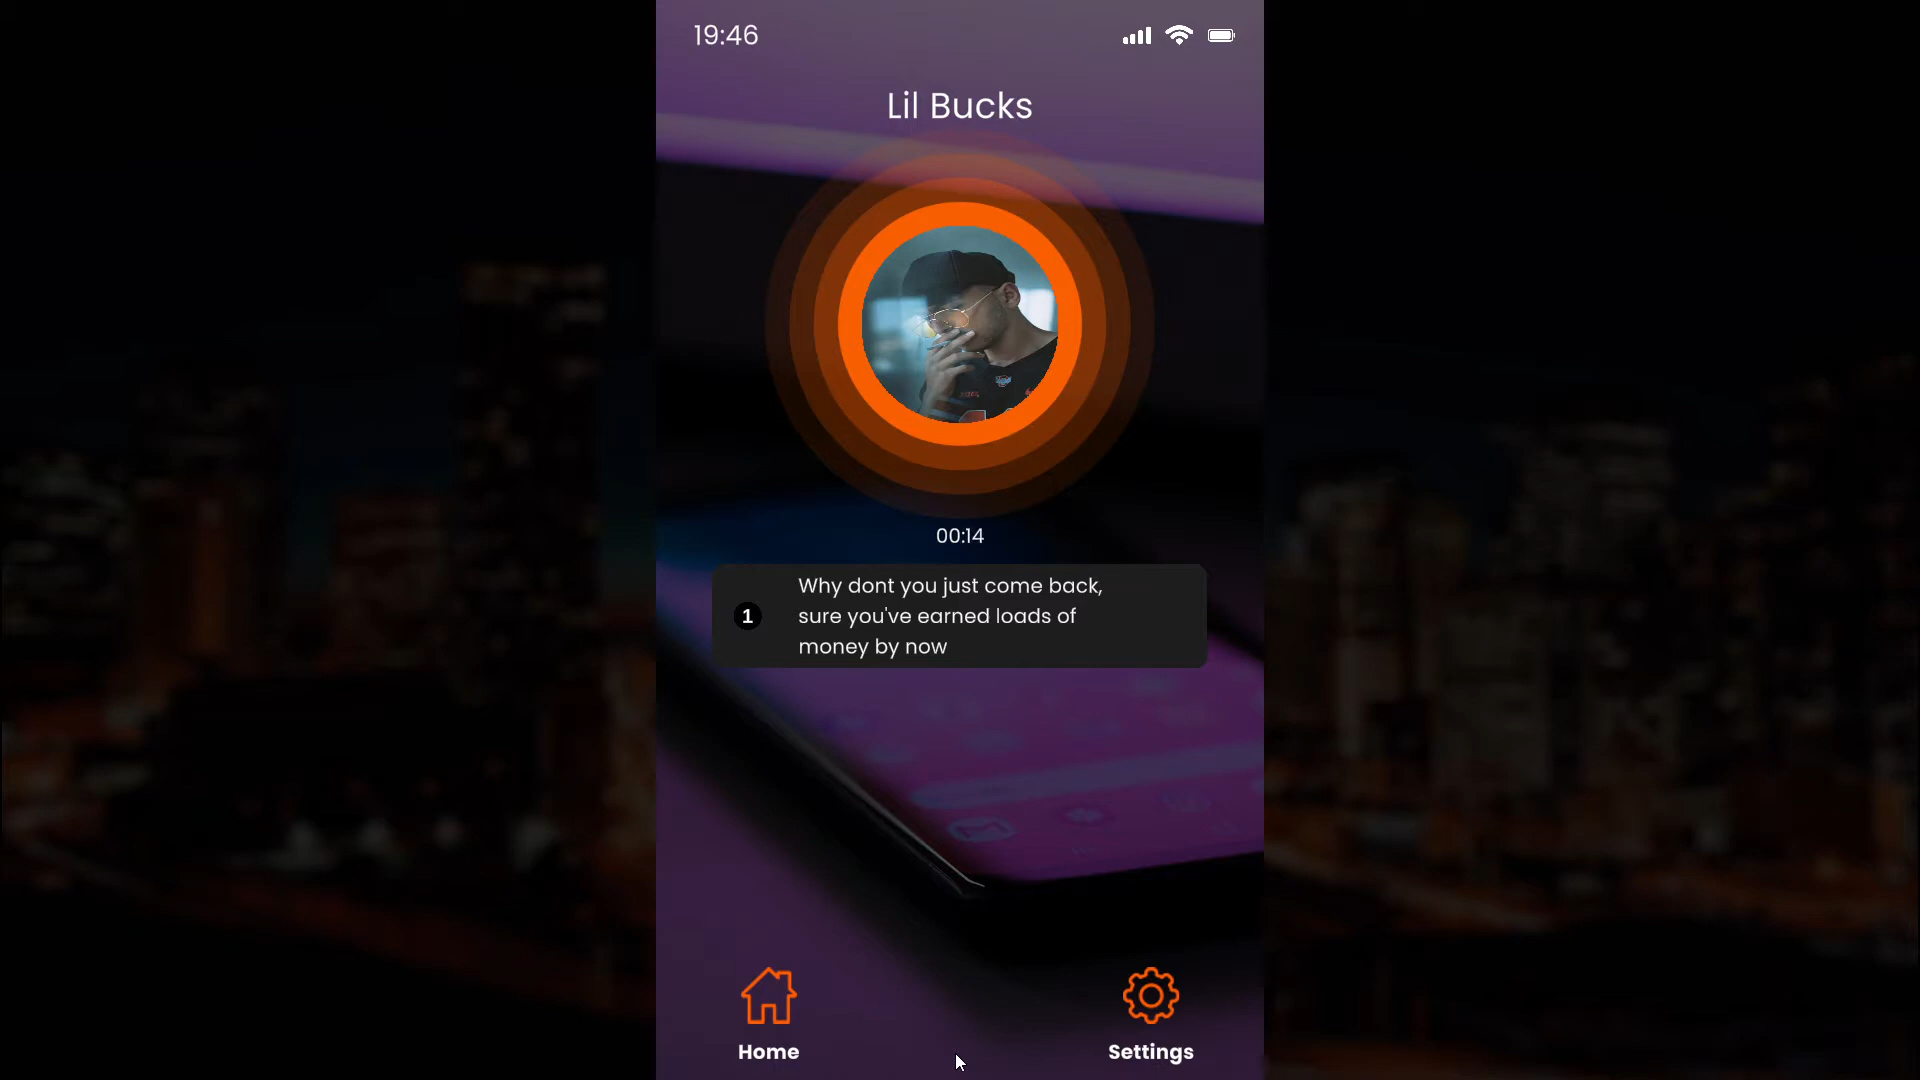 19:46
Lil Bucks
00:14
1
Why dont you just come back,
sure you've earned loads of
money by now
Home
Settings